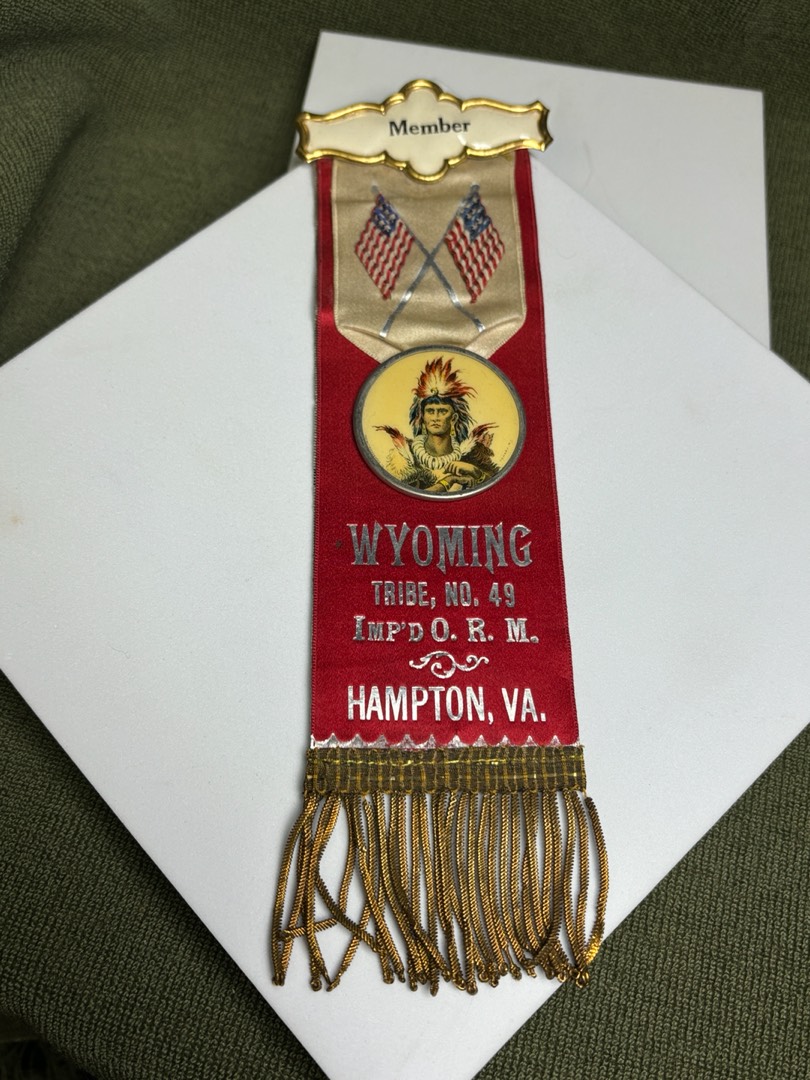 Member
WYOMING
TRIBE, NO. 49
IMP'D O. R. M.
HAMPTON, VA.